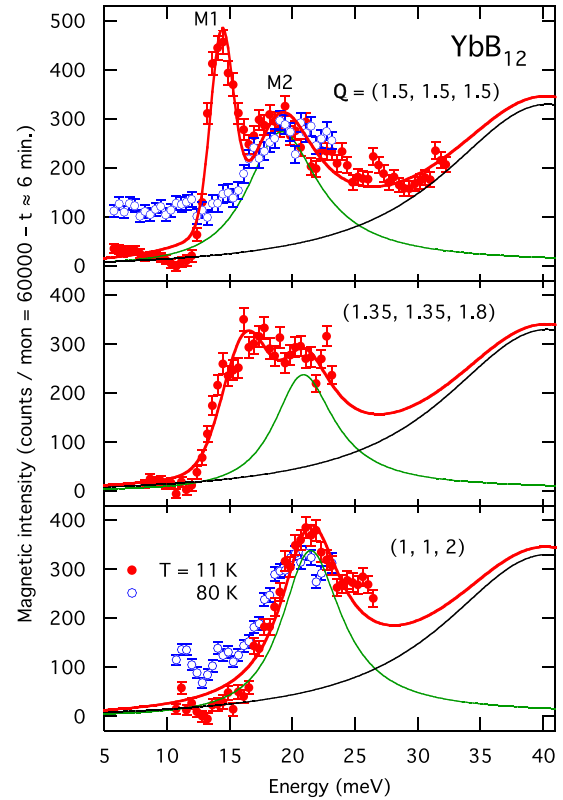 YbB12
M1
M2
Q = (1.5, 1.5, 1.5)
500
400
300
200
100
0
(1.35, 1.35, 1.8)
400
300
200
100
0
(1, 1, 2)
400
300
200
100
0
T = 11 K
80 K
5 10 15 20 25 30 35 40
Energy (meV)
Magnetic intensity (counts / mon = 60000 – t ≈ 6 min.)